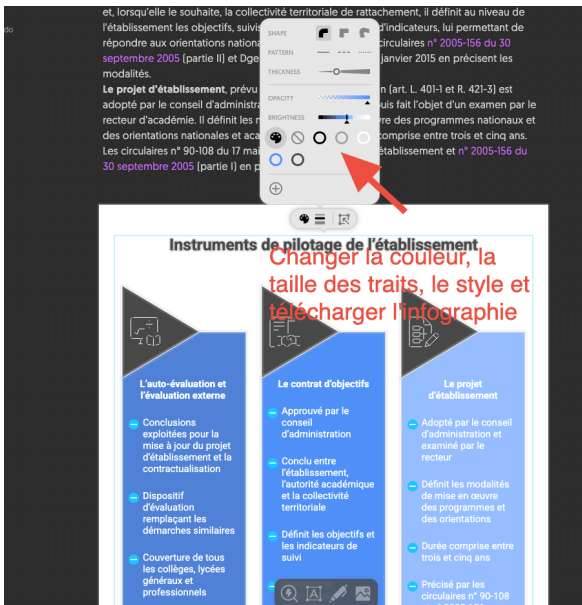 do
et, lorsqu'elle le souhaite, la collectivité territoriale de rattachement, il définit au niveau de
l'établissement les objectifs, suivis d'indicateurs, lui permettant de
répondre aux orientations nationa circulaires n° 2005-156 du 30
septembre 2005 (partie II) et Dge janvier 2015 en précisent les
modalités.
Le projet d'établissement, prévu n (art. L. 401-1 et R. 421-3) est
adopté par le conseil d'administra uis fait l'objet d'un examen par le
recteur d'académie. Il définit les m vre des programmes nationaux et
des orientations nationales et aca comprise entre trois et cinq ans.
Les circulaires n° 90-108 du 17 mai établissement et n° 2005-156 du
30 septembre 2005 (partie I) en p
SHAPE
PATTERN
THICKNESS
OPACITY
BRIGHTNESS
Instruments de pilotage de l'établissement
Changer la couleur, la
taille des traits, le style et
télécharger l'infographie
L'auto-évaluation et
l'évaluation externe
Conclusions
exploitées pour la
mise à jour du projet
d'établissement et la
contractualisation
Dispositif
d'évaluation
remplaçant les
démarches similaires
Couverture de tous
les collèges, lycées
généraux et
professionnels
Le contrat d'objectifs
Approuvé par le
conseil
d'administration
Conclu entre
l'établissement,
l'autorité académique
et la collectivité
territoriale
Définit les objectifs et
les indicateurs de
suivi
Le projet
d'établissement
Adopté par le conseil
d'administration et
examiné par le
recteur
Définit les modalités
de mise en œuvre
des programmes et
des orientations
Durée comprise entre
trois et cinq ans
Précisé par les
circulaires n° 90-108
A